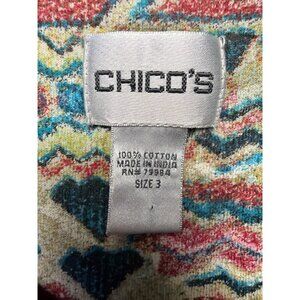 CHICO'S
100% COTTON
MADE IN INDIA
RN# 79984
SIZE 3